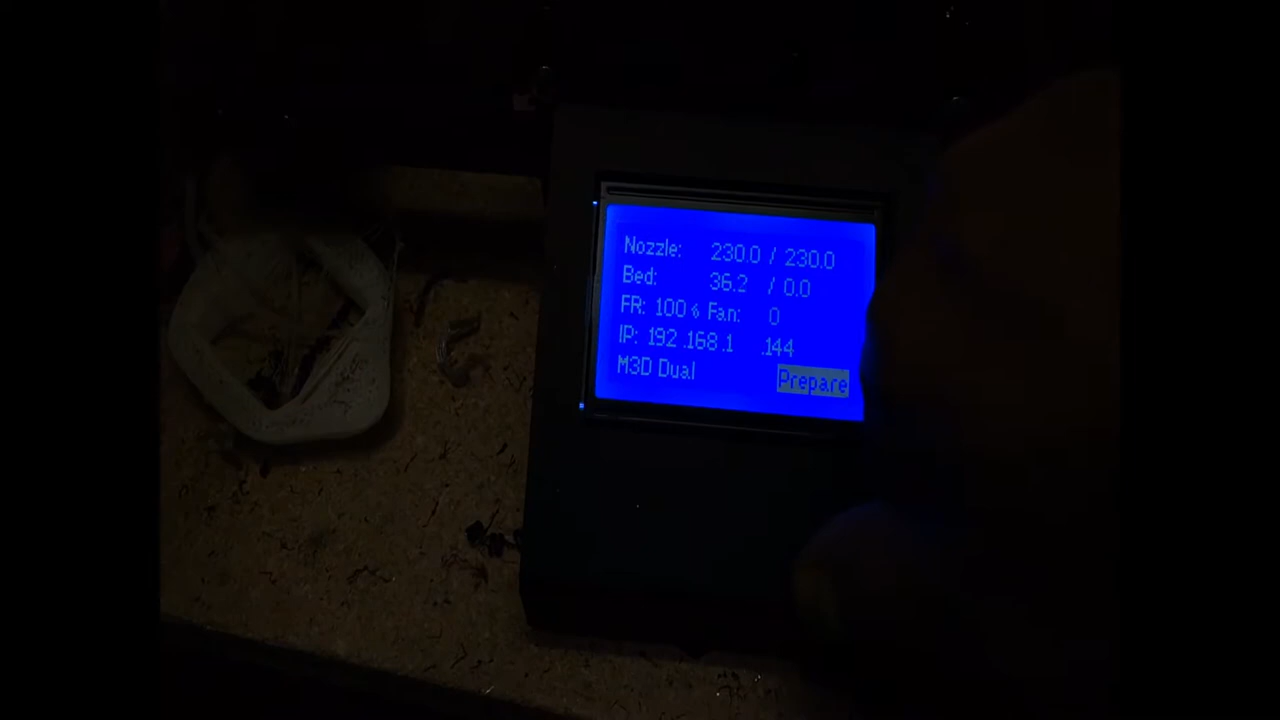 Nozzle: 230.0 / 230.0
Bed: 36.2 / 0.0
FR: 100% Fan: 0
IP: 192.168.1 .144
M3D Dual Prepare